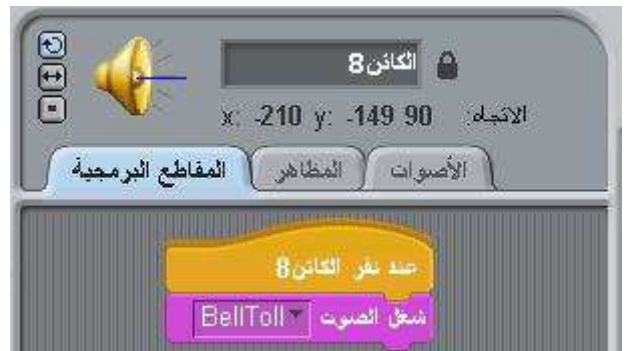 الكائن8
x: -210 y: -149 90 الاتجاه:
المقاطع البرمجية المظاهر الأصوات
عند نقر الكائن8
شغل الصوت BellToll